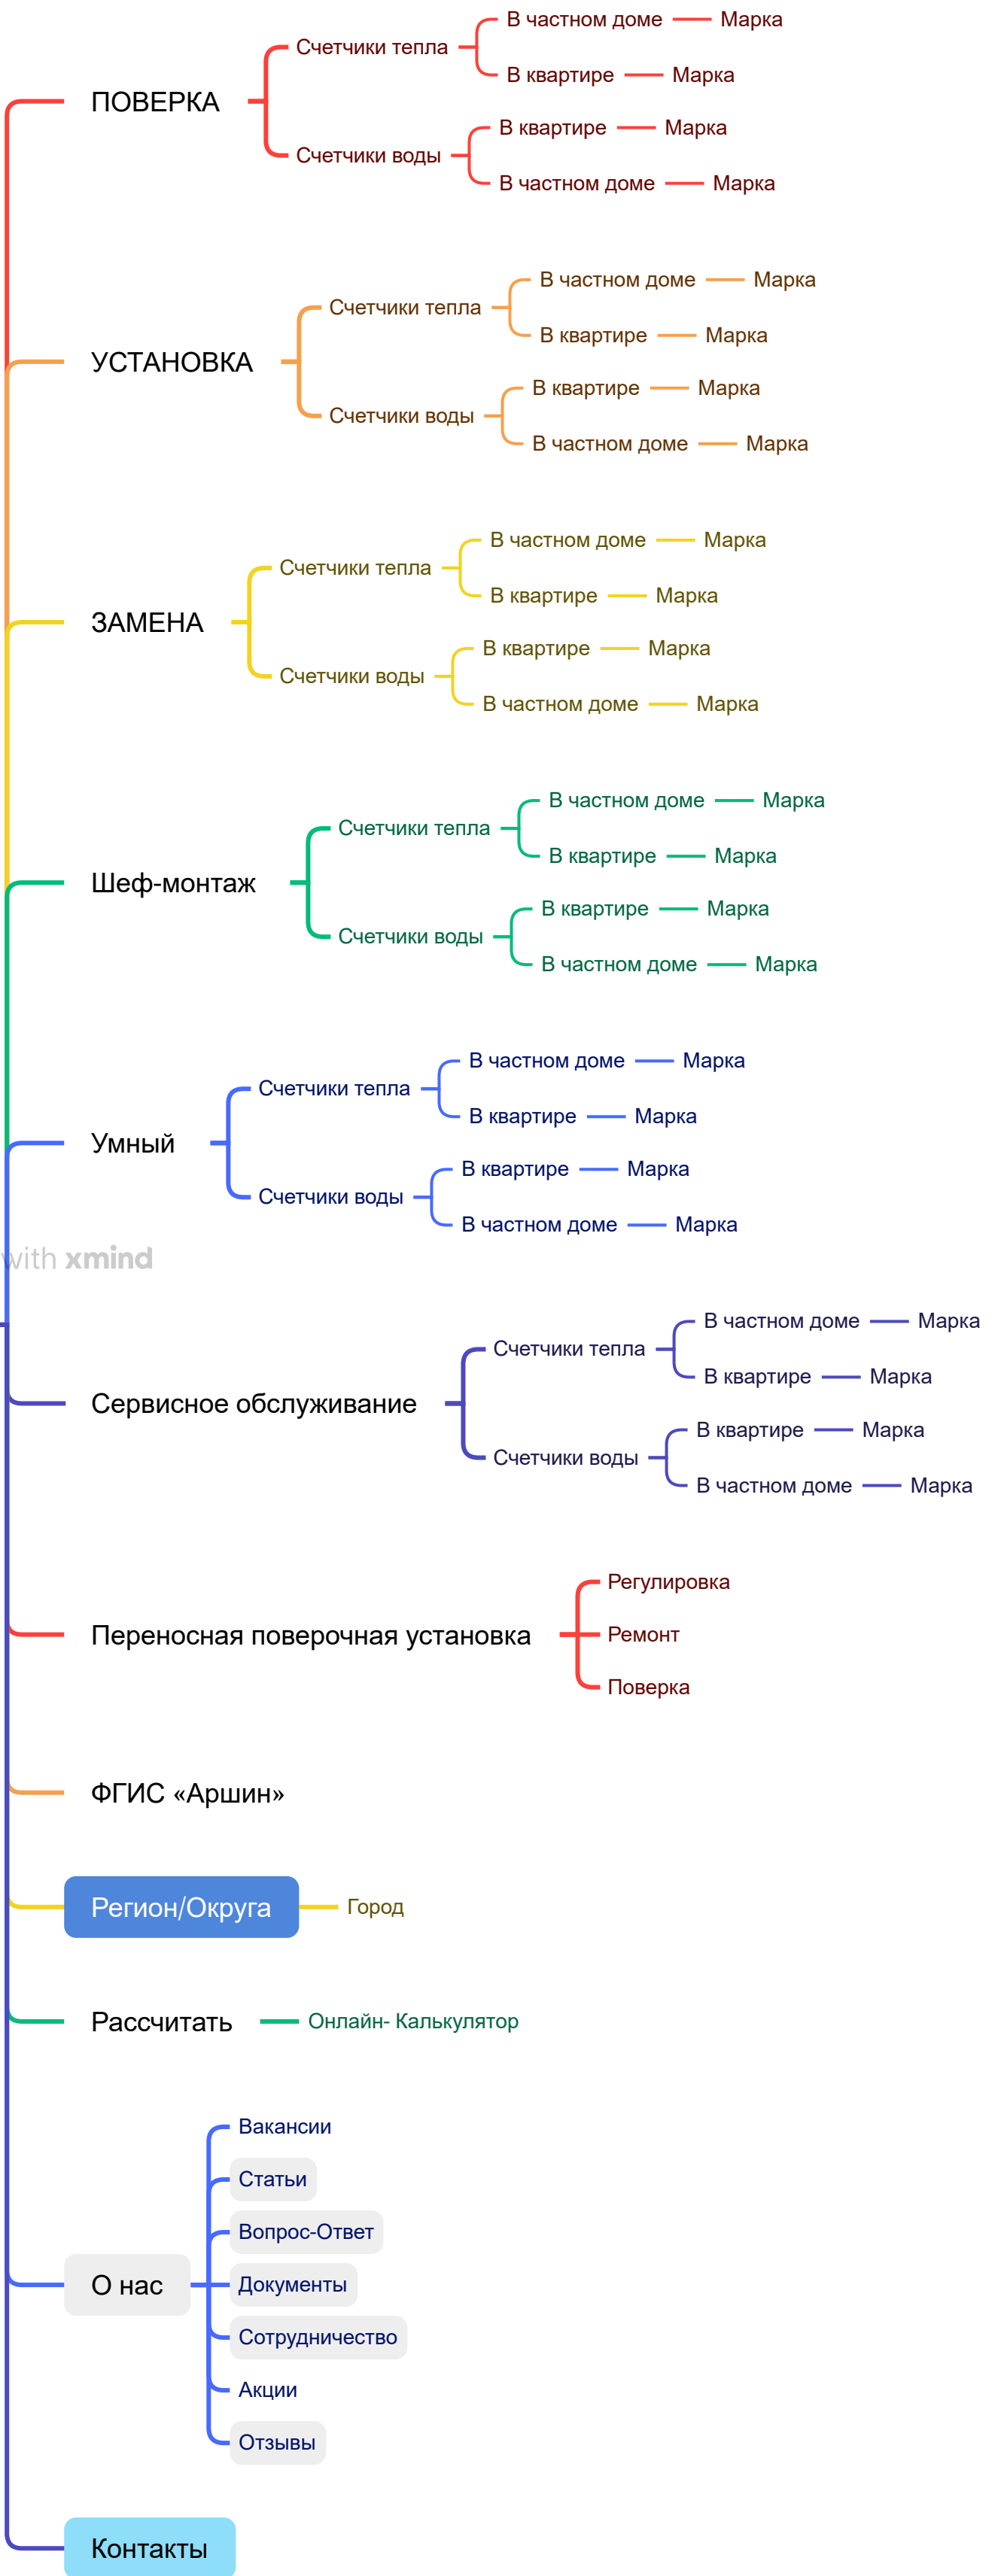 В частном доме Марка
Счетчики тепла
В квартире Марка
ПОВЕРКА
В квартире Марка
Счетчики воды
В частном доме Марка
В частном доме Марка
Счетчики тепла
В квартире Марка
УСТАНОВКА
В квартире Марка
Счетчики воды
В частном доме Марка
В частном доме Марка
Счетчики тепла
В квартире Марка
ЗАМЕНА
В квартире Марка
Счетчики воды
В частном доме Марка
В частном доме Марка
Счетчики тепла
В квартире Марка
Шеф-монтаж
В квартире Марка
Счетчики воды
В частном доме Марка
В частном доме Марка
Счетчики тепла
В квартире Марка
Умный
В квартире Марка
Счетчики воды
В частном доме Марка
with xmind
В частном доме Марка
Счетчики тепла
В квартире Марка
Сервисное обслуживание
В квартире Марка
Счетчики воды
В частном доме Марка
Регулировка
Переносная поверочная установка
Ремонт
Поверка
ФГИС «Аршин»
Регион/Округа
Город
Рассчитать
Онлайн- Калькулятор
Вакансии
Статьи
Вопрос-Ответ
О нас
Документы
Сотрудничество
Акции
Отзывы
Контакты